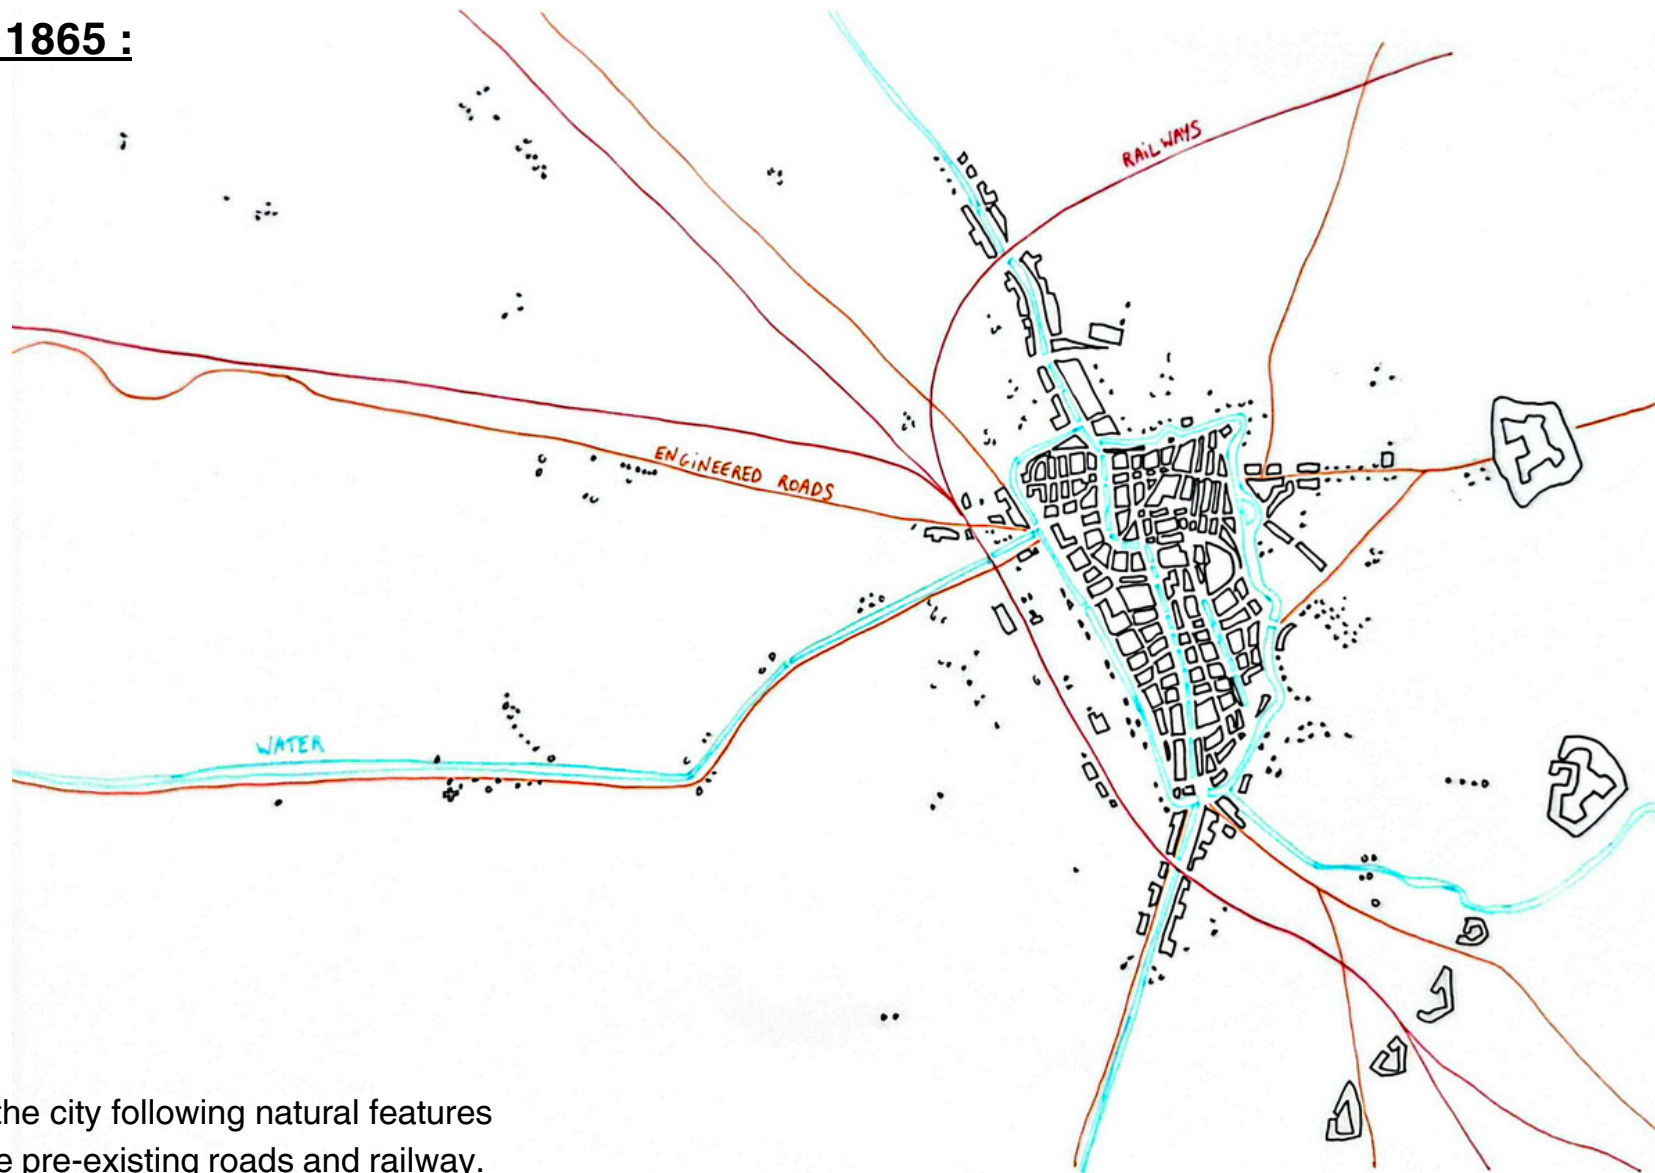 1865 :
RAILWAYS
ENGINEERED ROADS
WATER
the city following natural features
pre-existing roads and railway.